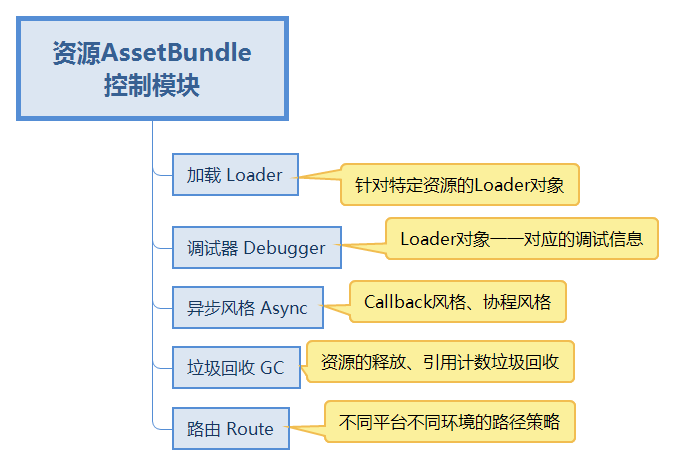 资源AssetBundle
控制模块
加载 Loader
针对特定资源的Loader对象
调试器 Debugger
Loader对象一一对应的调试信息
异步风格 Async
Callback风格、协程风格
垃圾回收 GC
资源的释放、引用计数垃圾回收
路由 Route
不同平台不同环境的路径策略